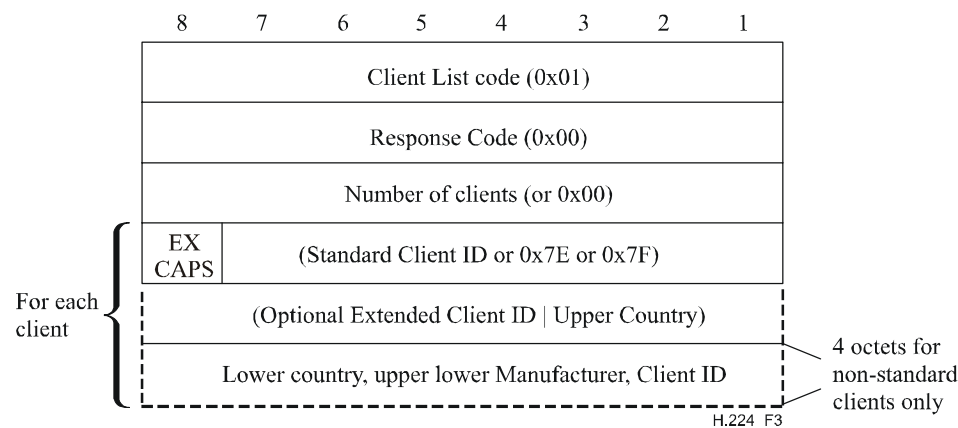 8 7 6 5 4 3 2 1
Client List code (0x01)
Response Code (0x00)
Number of clients (or 0x00)
EX
CAPS
(Standard Client ID or 0x7E or 0x7F)
For each
client
(Optional Extended Client ID | Upper Country)
Lower country, upper lower Manufacturer, Client ID
4 octets for
non-standard
clients only
H.224_F3